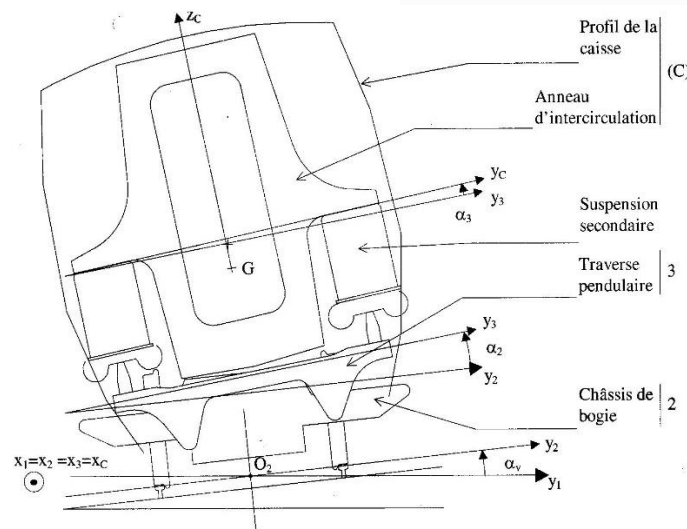 z_C
Profil de la
caisse
(C)
Anneau
d'intercirculation
y_C
y_3
α_3
Suspension
secondaire
G
Traverse
pendulaire
3
y_3
α_2
y_2
Châssis de
bogie
2
x_1=x_2 =x_3=x_C
O_2
y_2
α_v
y_1